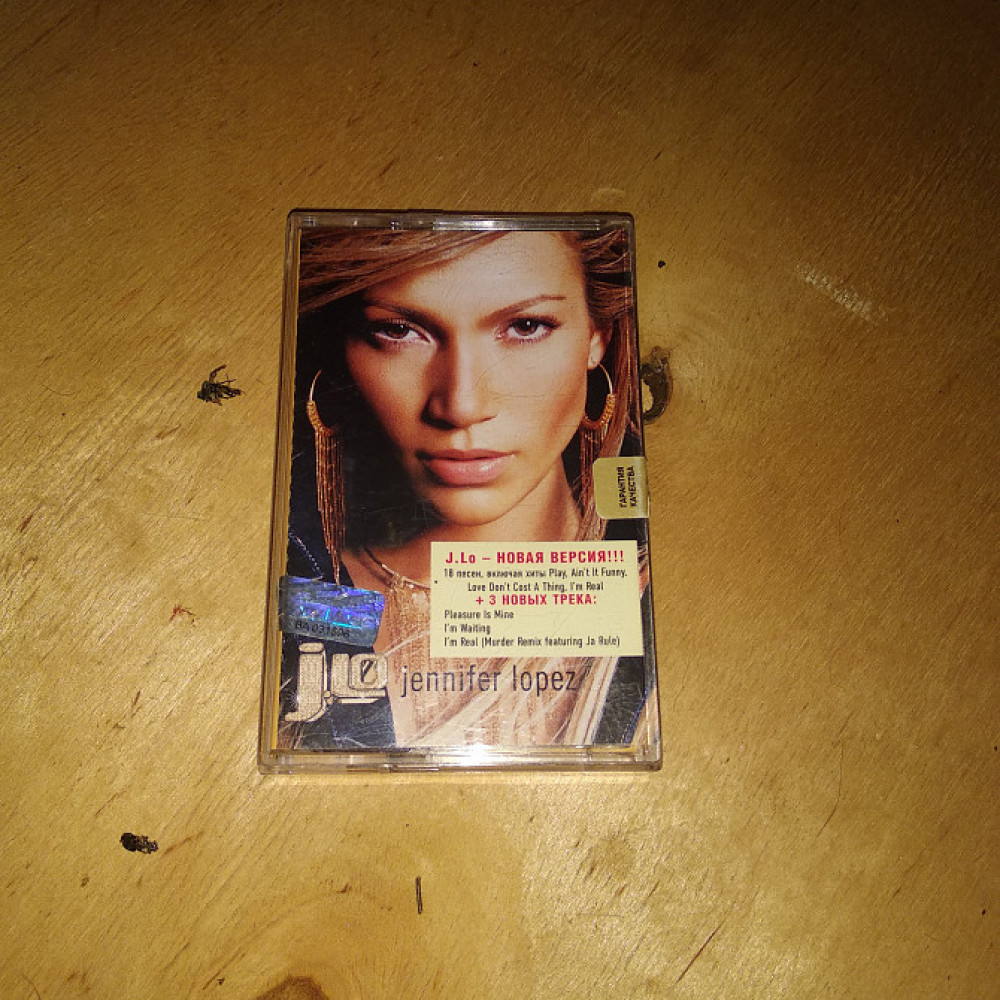 ГАРАНТИЯ
КАЧЕСТВА
J.Lo – НОВАЯ ВЕРСИЯ!!!
18 песен, включая хиты Play, Ain't It Funny,
Love Don't Cost A Thing, I'm Real
+ 3 НОВЫХ ТРЕКА:
Pleasure Is Mine
I'm Waiting
I'm Real (Murder Remix featuring Ja Rule)
j.lo
jennifer lopez